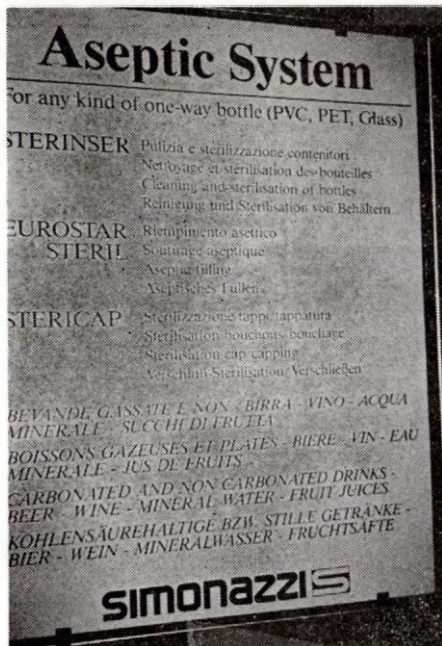 Aseptic System
For any kind of one-way bottle (PVC, PET, Glass)
STERINSER Pulizia e sterilizzazione contenitori
Nettoyage et stérilisation des bouteilles
Cleaning and sterilisation of bottles
Reinigung und Sterilisation von Behältern
EUROSTAR Riempimento asettico
STERIL Soutirage aseptique
Aseptic filling
Aseptisches Füllen
STERICAP Sterilizzazione tappi tappatura
Sterilisation bouchons bouchage
Sterilisation cap capping
Verschluß-Sterilisation/Verschließen
BEVANDE GASSATE E NON - BIRRA - VINO - ACQUA
MINERALE - SUCCHI DI FRUTTA
BOISSONS GAZEUSES ET PLATES - BIERE - VIN - EAU
MINERALE - JUS DE FRUITS -
CARBONATED AND NON CARBONATED DRINKS -
BEER - WINE - MINERAL WATER - FRUIT JUICES
KOHLENSÄUREHALTIGE BZW. STILLE GETRÄNKE -
BIER - WEIN - MINERALWASSER - FRUCHTSÄFTE
simonazzi S